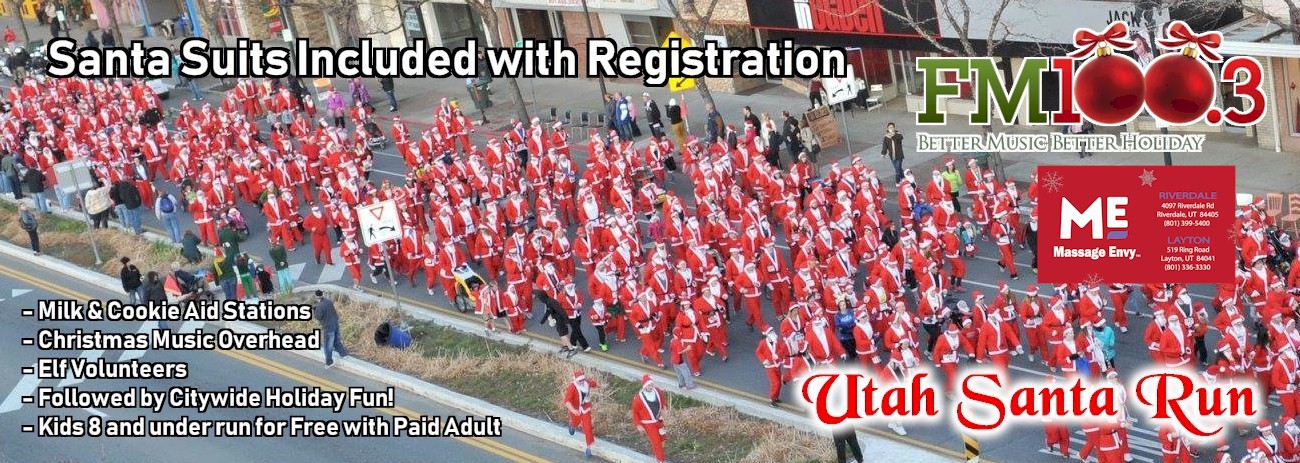 Santa Suits Included with Registration
FM100.3
Better Music Better Holiday
ME
Massage Envy
RIVERDALE
4097 Riverdale Rd
Riverdale, UT 84405
(801) 399-5400
LAYTON
519 Ring Road
Layton, UT 84041
(801) 336-3330
- Milk & Cookie Aid Stations
- Christmas Music Overhead
- Elf Volunteers
- Followed by Citywide Holiday Fun!
- Kids 8 and under run for Free with Paid Adult
Utah Santa Run